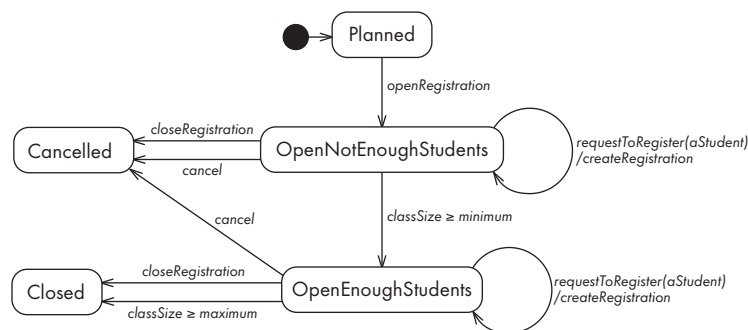 Planned
openRegistration
closeRegistration
Cancelled
OpenNotEnoughStudents
requestToRegister(aStudent)
/createRegistration
cancel
classSize ≥ minimum
cancel
closeRegistration
Closed
OpenEnoughStudents
requestToRegister(aStudent)
/createRegistration
classSize ≥ maximum